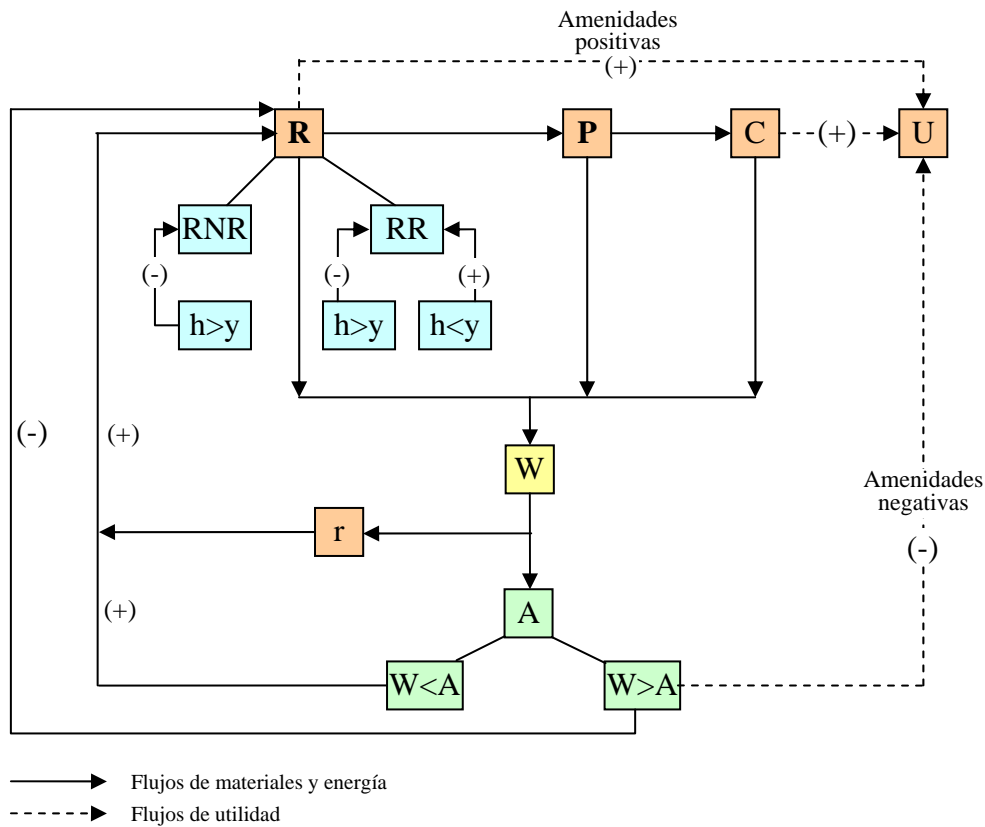 Amenidades
positivas
(+)
R
P
C
(+)
U
RNR
RR
(-)
(-)
(+)
h>y
h>y
h<y
(-)
(+)
W
Amenidades
negativas
(-)
r
A
(+)
W<A
W>A
Flujos de materiales y energía
Flujos de utilidad